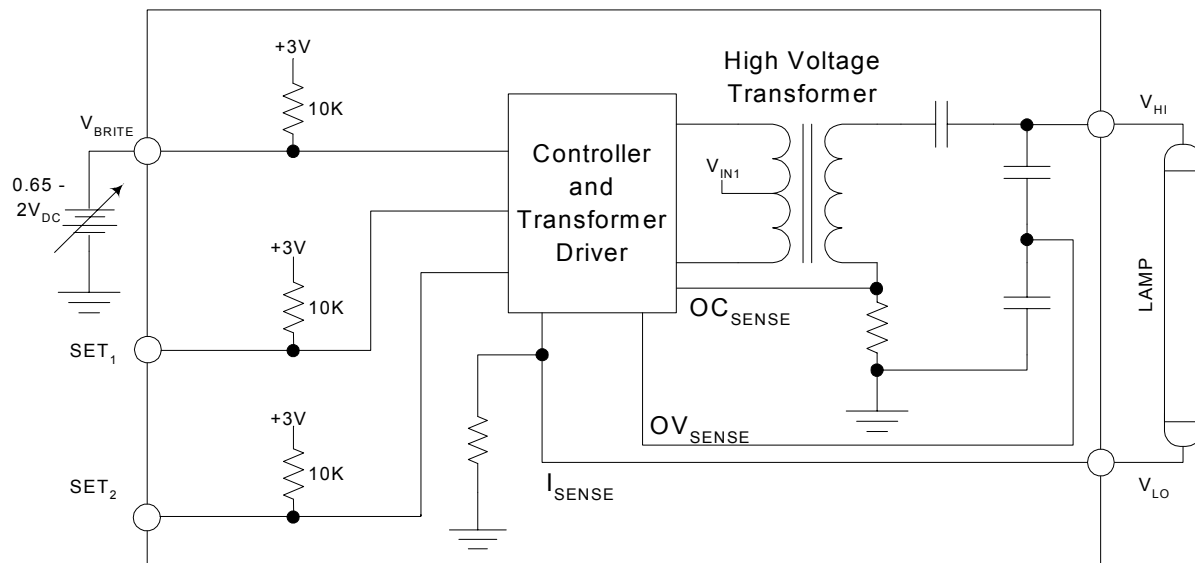 +3V
10K
V_BRITE
0.65 -
2V_DC
+3V
10K
SET_1
+3V
10K
SET_2
Controller
and
Transformer
Driver
High Voltage
Transformer
V_IN1
OC_SENSE
OV_SENSE
I_SENSE
V_HI
LAMP
V_LO